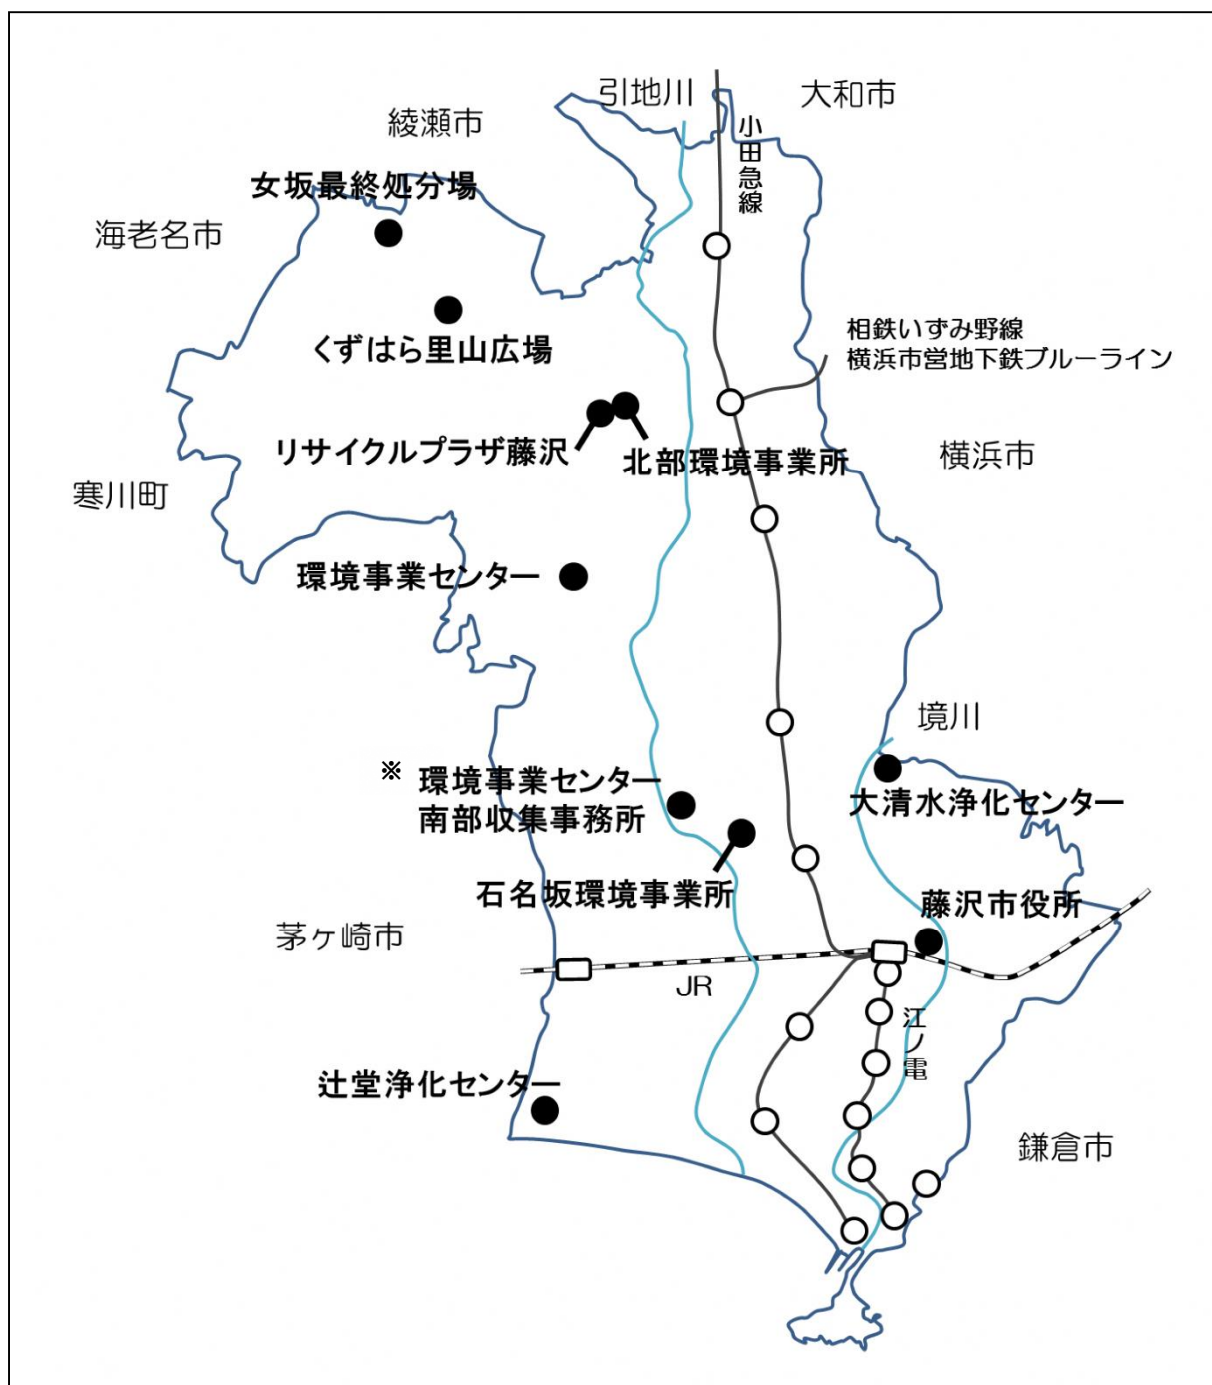 引地川
大和市
綾瀬市
小田急線
女坂最終処分場
海老名市
くずはら里山広場
相鉄いずみ野線
横浜市営地下鉄ブルーライン
リサイクルプラザ藤沢
北部環境事業所
横浜市
寒川町
環境事業センター
境川
※ 環境事業センター
南部収集事務所
大清水浄化センター
石名坂環境事業所
藤沢市役所
茅ヶ崎市
JR
江ノ電
辻堂浄化センター
鎌倉市